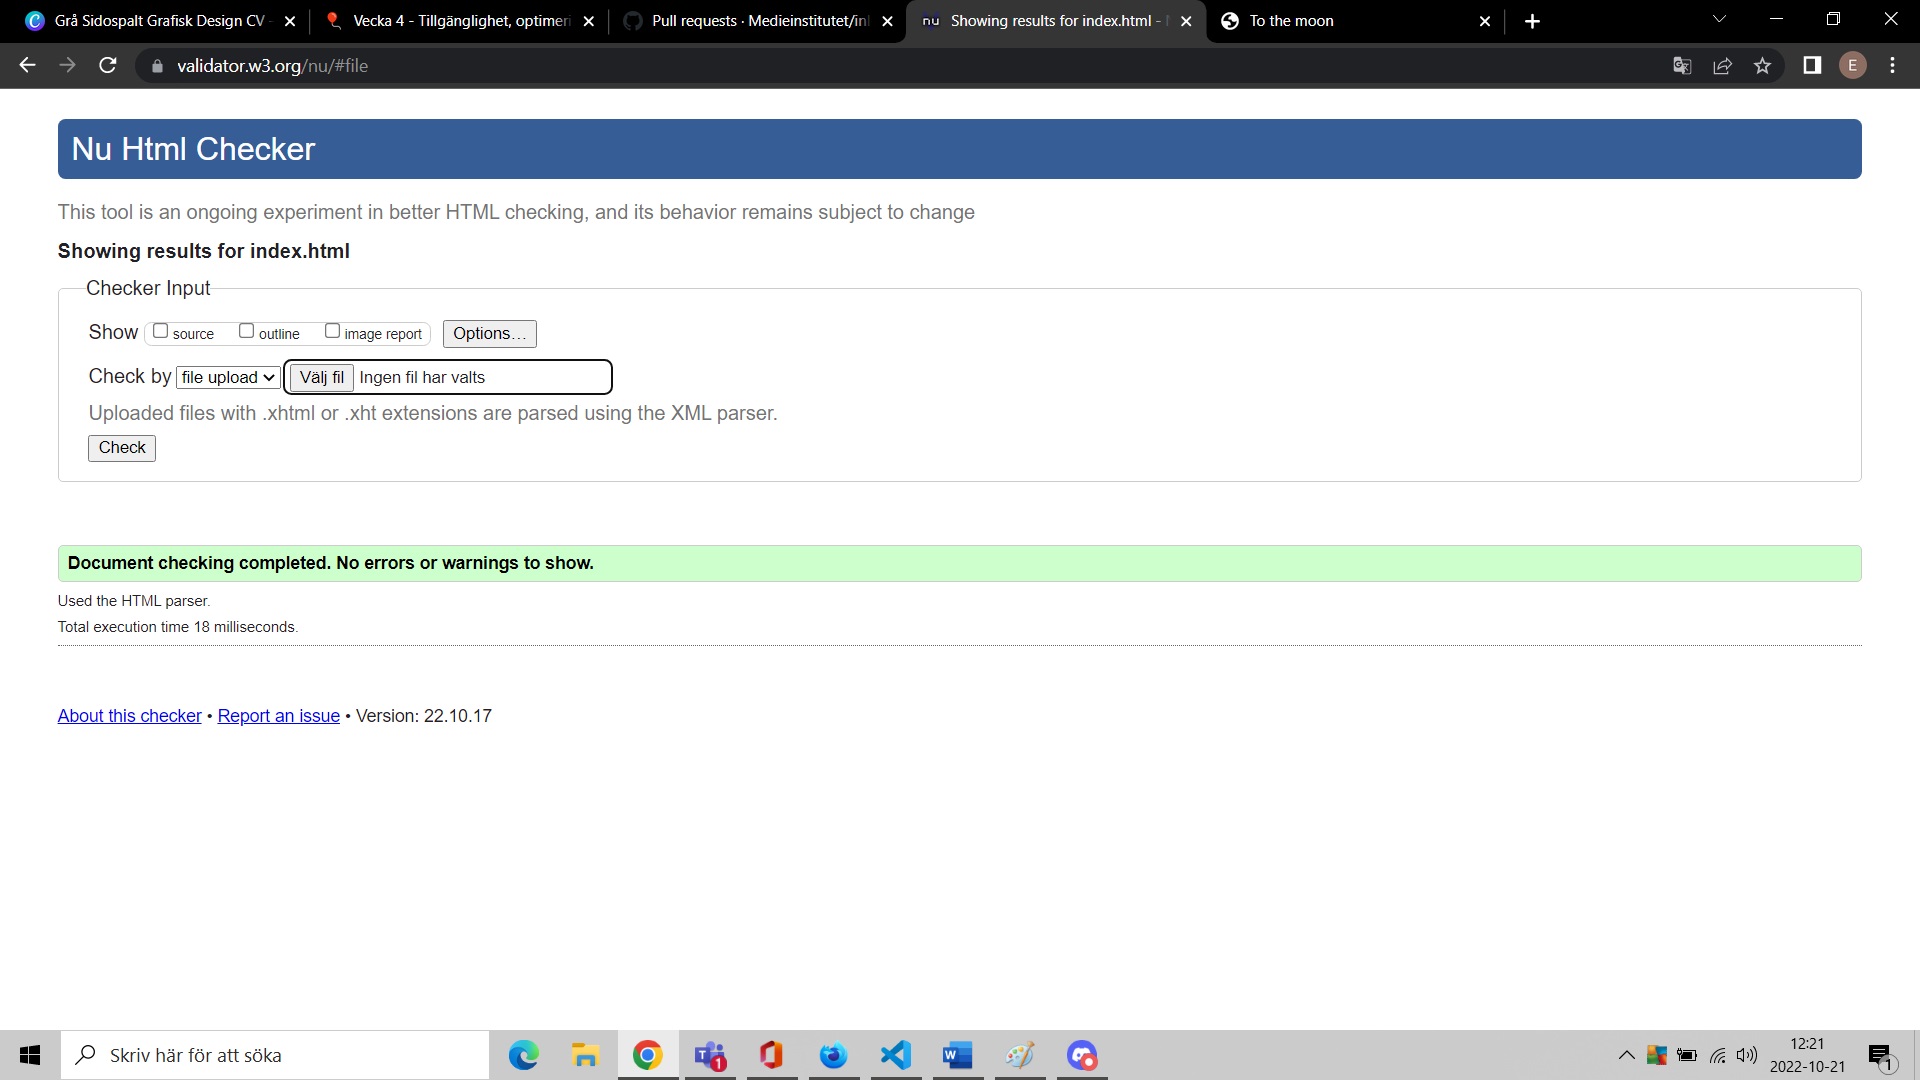 Grå Sidospalt Grafisk Design CV -
Vecka 4 - Tillgänglighet, optimeri
Pull requests · Medieinstitutet/inl
nu
Showing results for index.html -
To the moon
validator.w3.org/nu/#file
E
Nu Html Checker
This tool is an ongoing experiment in better HTML checking, and its behavior remains subject to change
Showing results for index.html
Checker Input
Show source outline image report Options…
Check by file upload Välj fil Ingen fil har valts
Uploaded files with .xhtml or .xht extensions are parsed using the XML parser.
Check
Document checking completed. No errors or warnings to show.
Used the HTML parser.
Total execution time 18 milliseconds.
About this checker • Report an issue • Version: 22.10.17
Skriv här för att söka
12:21
2022-10-21
1
1